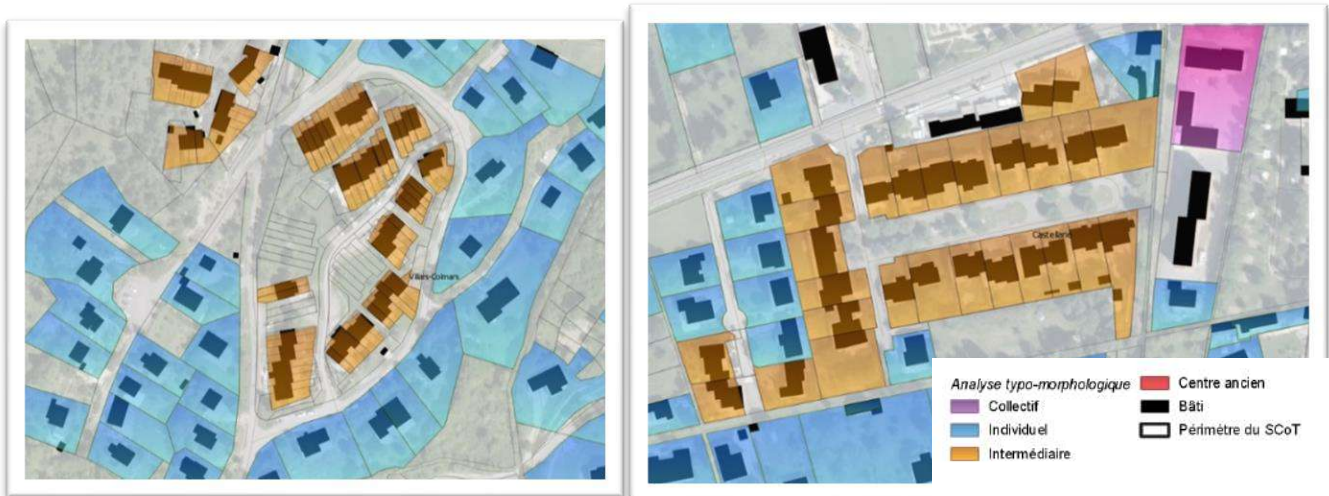 Villars-Colmars
Castellane
Analyse typo-morphologique
Collectif
Individuel
Intermédiaire
Centre ancien
Bâti
Périmètre du SCoT